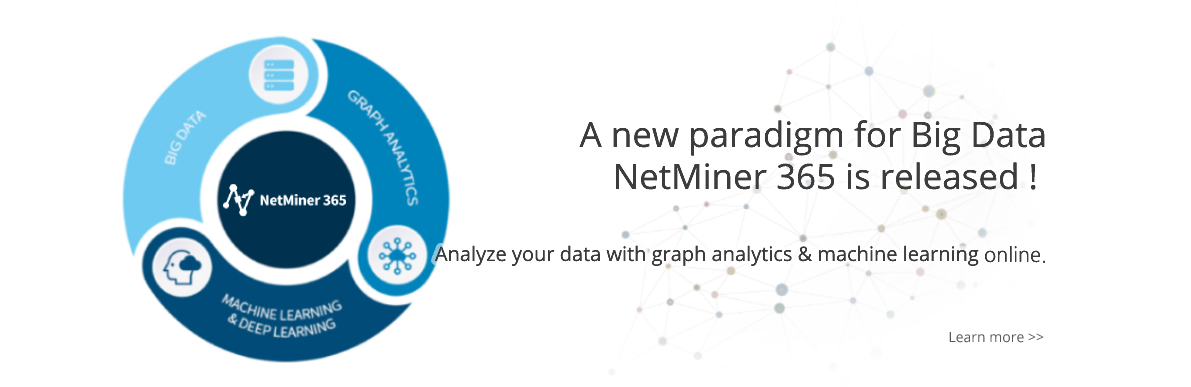 BIG DATA
GRAPH ANALYTICS
NetMiner 365
MACHINE LEARNING
& DEEP LEARNING
A new paradigm for Big Data
NetMiner 365 is released !
Analyze your data with graph analytics & machine learning online.
Learn more >>